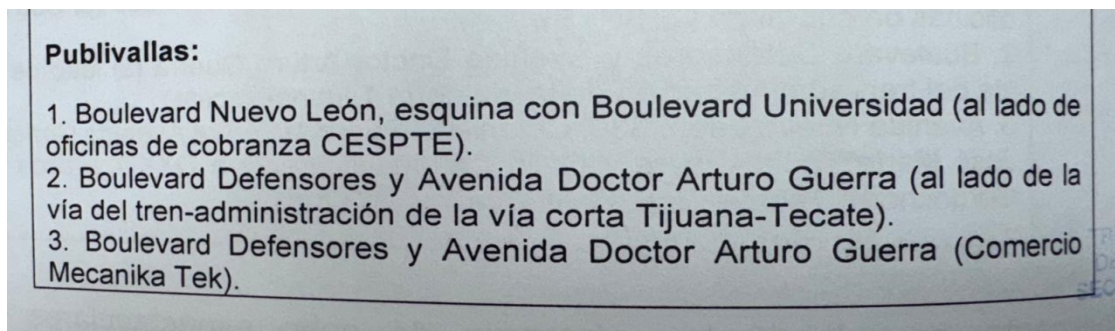 Publivallas:
1. Boulevard Nuevo León, esquina con Boulevard Universidad (al lado de
oficinas de cobranza CESPTE).
2. Boulevard Defensores y Avenida Doctor Arturo Guerra (al lado de la
vía del tren-administración de la vía corta Tijuana-Tecate).
3. Boulevard Defensores y Avenida Doctor Arturo Guerra (Comercio
Mecanika Tek).